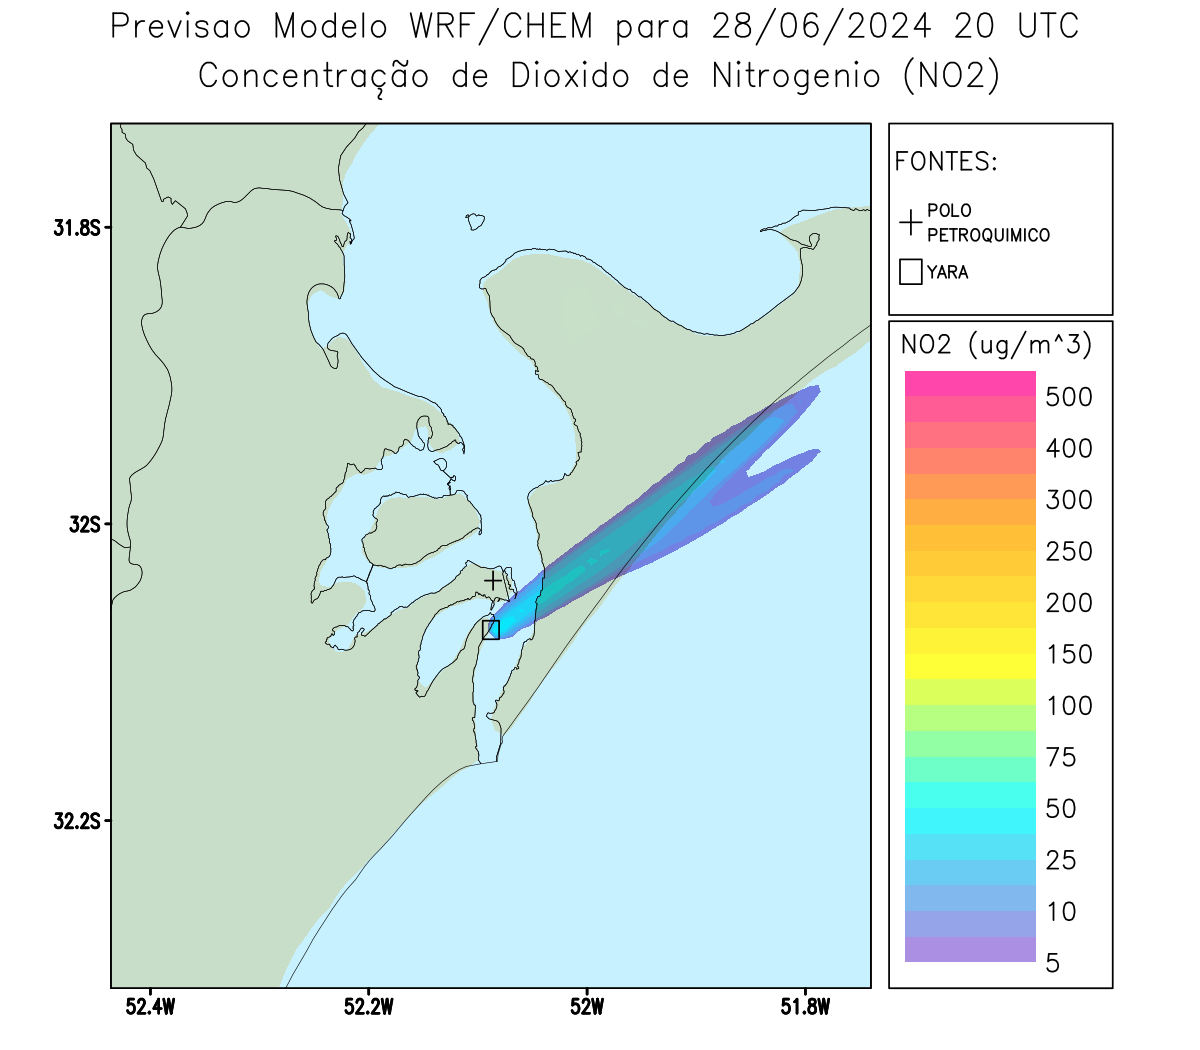 Previsao Modelo WRF/CHEM para 28/06/2024 20 UTC
Concentração de Dioxido de Nitrogenio (NO2)
FONTES:
POLO
PETROQUIMICO
YARA
31.8S
32S
32.2S
52.4W
52.2W
52W
51.8W
NO2 (ug/m^3)
500
400
300
250
200
150
100
75
50
25
10
5